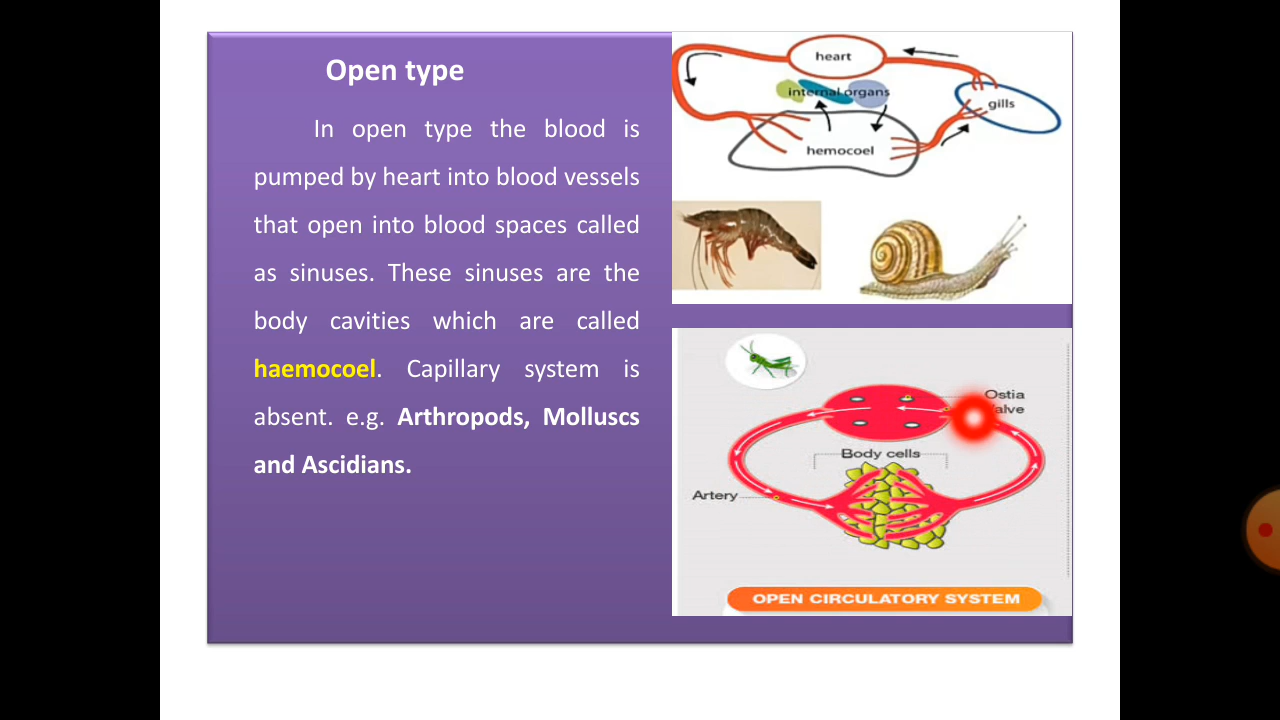 Open type
In open type the blood is
pumped by heart into blood vessels
that open into blood spaces called
as sinuses. These sinuses are the
body cavities which are called
haemocoel. Capillary system is
absent. e.g. Arthropods, Molluscs
and Ascidians.
heart
internal organs
gills
hemocoel
Ostia
Body cells
Artery
OPEN CIRCULATORY SYSTEM